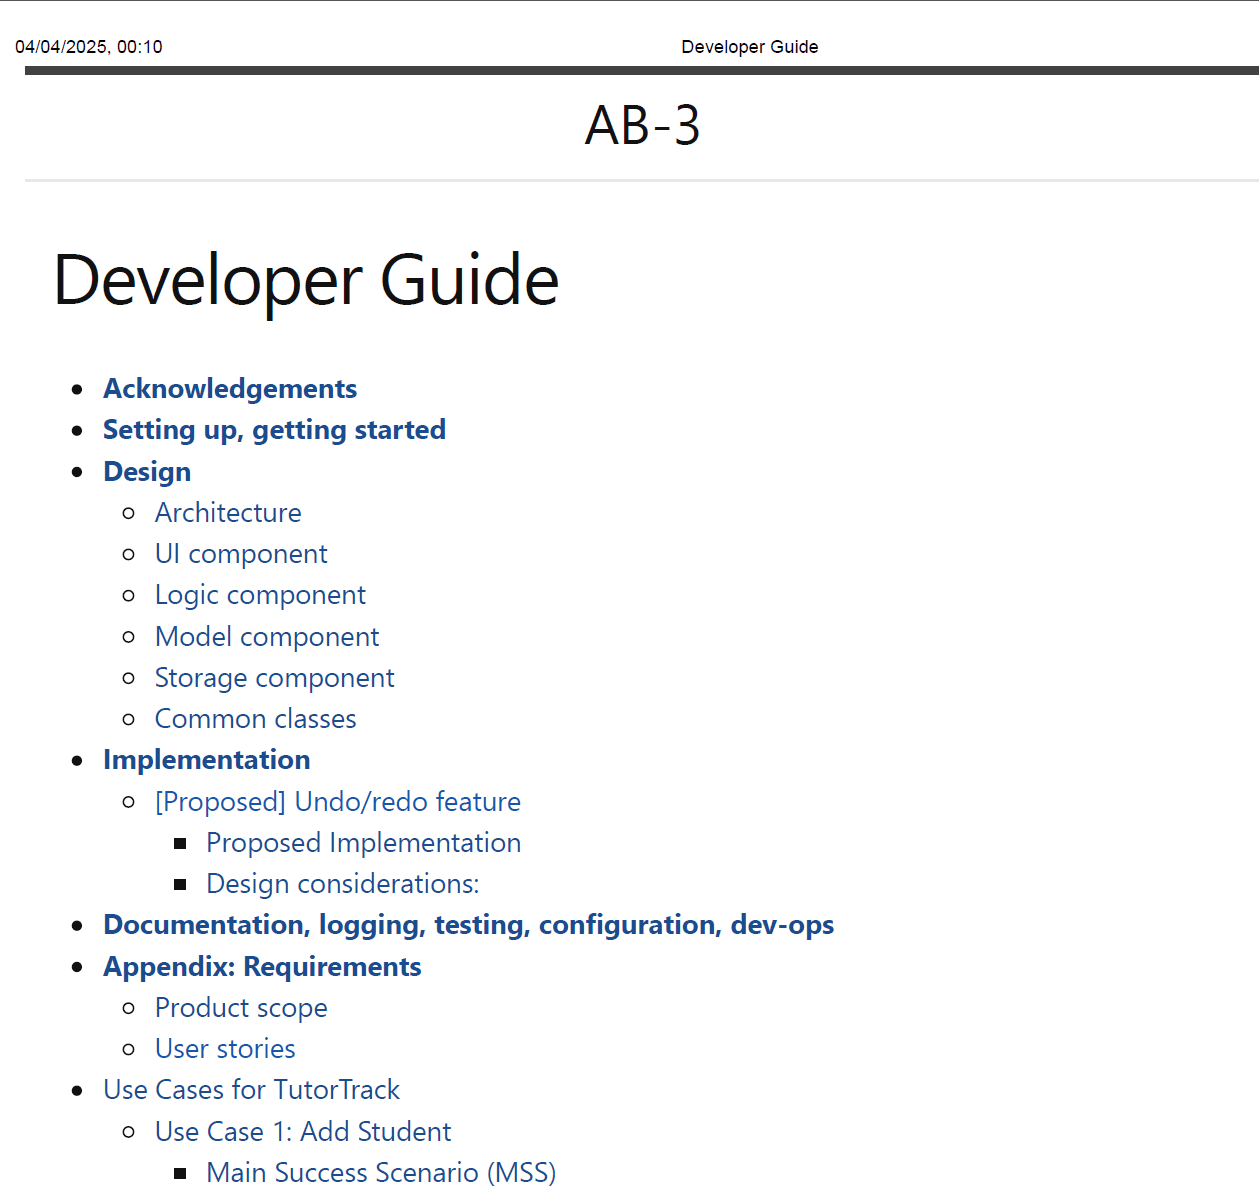 04/04/2025, 00:10 Developer Guide
AB-3
Developer Guide
Acknowledgements
Setting up, getting started
Design
Architecture
UI component
Logic component
Model component
Storage component
Common classes
Implementation
[Proposed] Undo/redo feature
Proposed Implementation
Design considerations:
Documentation, logging, testing, configuration, dev-ops
Appendix: Requirements
Product scope
User stories
Use Cases for TutorTrack
Use Case 1: Add Student
Main Success Scenario (MSS)